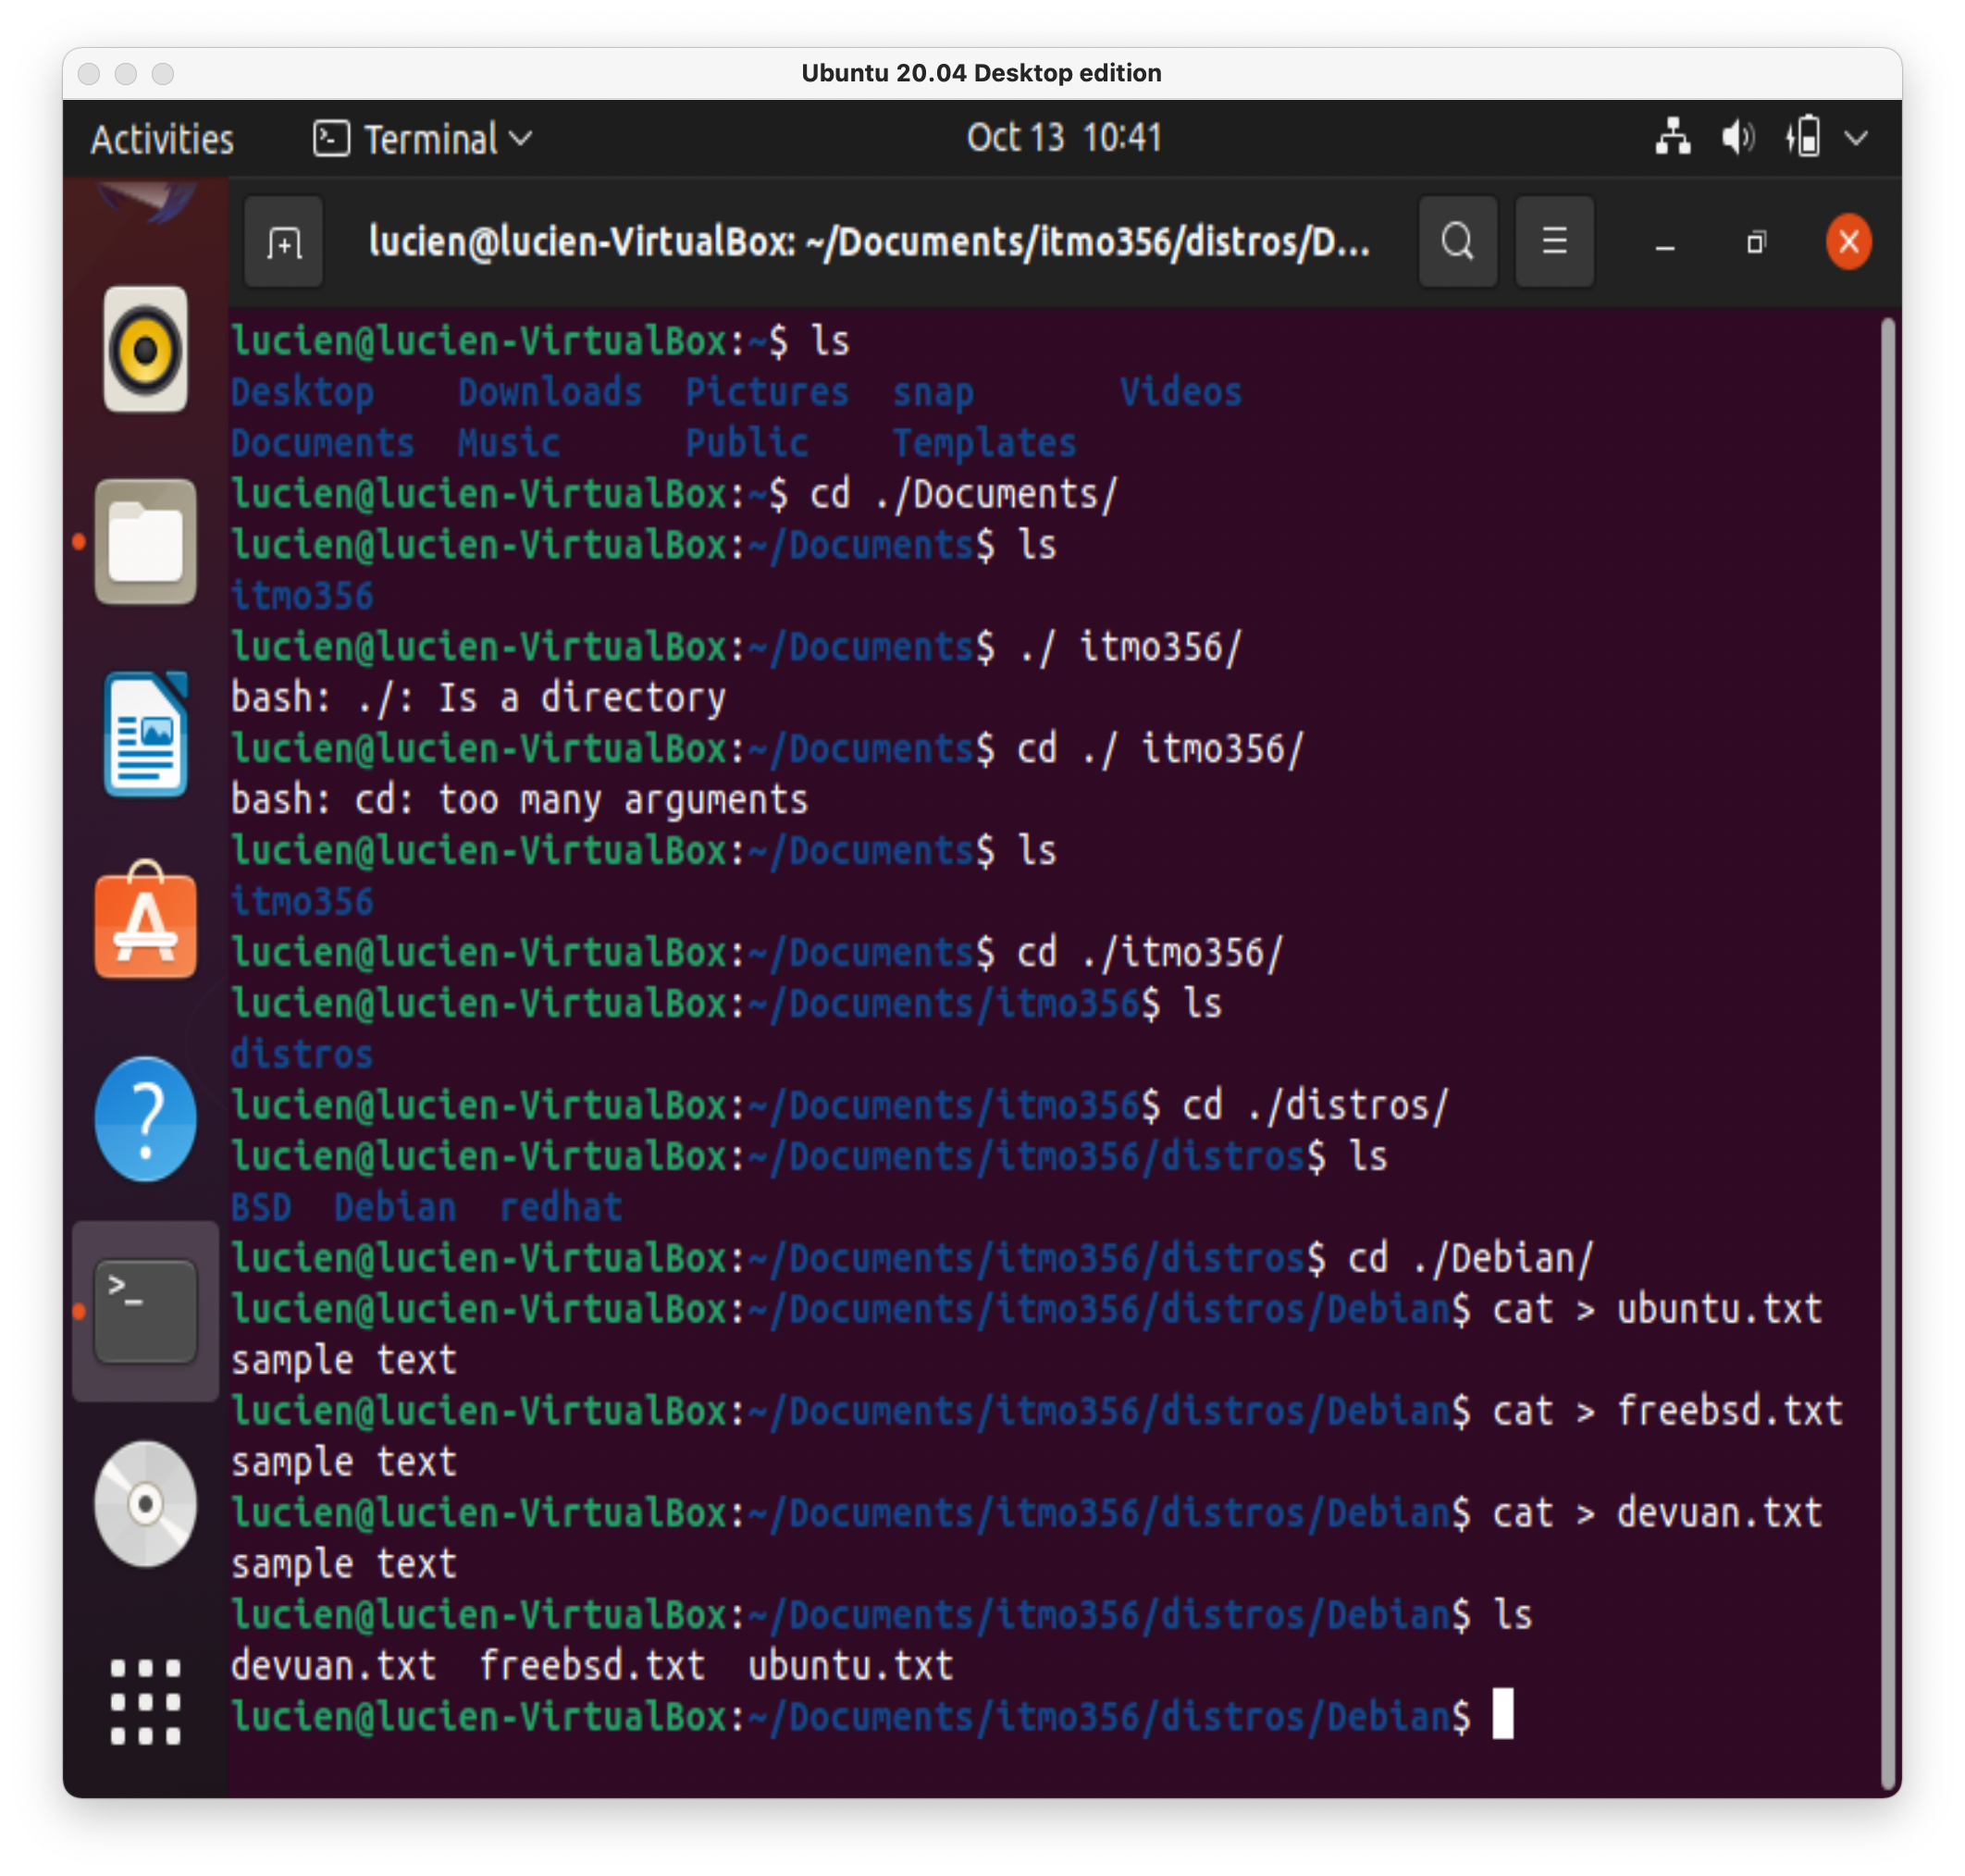 Ubuntu 20.04 Desktop edition
Activities Terminal Oct 13 10:41
lucien@lucien-VirtualBox: ~/Documents/itmo356/distros/D...
lucien@lucien-VirtualBox:~$ ls
Desktop Downloads Pictures snap Videos
Documents Music Public Templates
lucien@lucien-VirtualBox:~$ cd ./Documents/
lucien@lucien-VirtualBox:~/Documents$ ls
itmo356
lucien@lucien-VirtualBox:~/Documents$ ./ itmo356/
bash: ./: Is a directory
lucien@lucien-VirtualBox:~/Documents$ cd ./ itmo356/
bash: cd: too many arguments
lucien@lucien-VirtualBox:~/Documents$ ls
itmo356
lucien@lucien-VirtualBox:~/Documents$ cd ./itmo356/
lucien@lucien-VirtualBox:~/Documents/itmo356$ ls
distros
lucien@lucien-VirtualBox:~/Documents/itmo356$ cd ./distros/
lucien@lucien-VirtualBox:~/Documents/itmo356/distros$ ls
BSD Debian redhat
lucien@lucien-VirtualBox:~/Documents/itmo356/distros$ cd ./Debian/
lucien@lucien-VirtualBox:~/Documents/itmo356/distros/Debian$ cat > ubuntu.txt
sample text
lucien@lucien-VirtualBox:~/Documents/itmo356/distros/Debian$ cat > freebsd.txt
sample text
lucien@lucien-VirtualBox:~/Documents/itmo356/distros/Debian$ cat > devuan.txt
sample text
lucien@lucien-VirtualBox:~/Documents/itmo356/distros/Debian$ ls
devuan.txt freebsd.txt ubuntu.txt
lucien@lucien-VirtualBox:~/Documents/itmo356/distros/Debian$